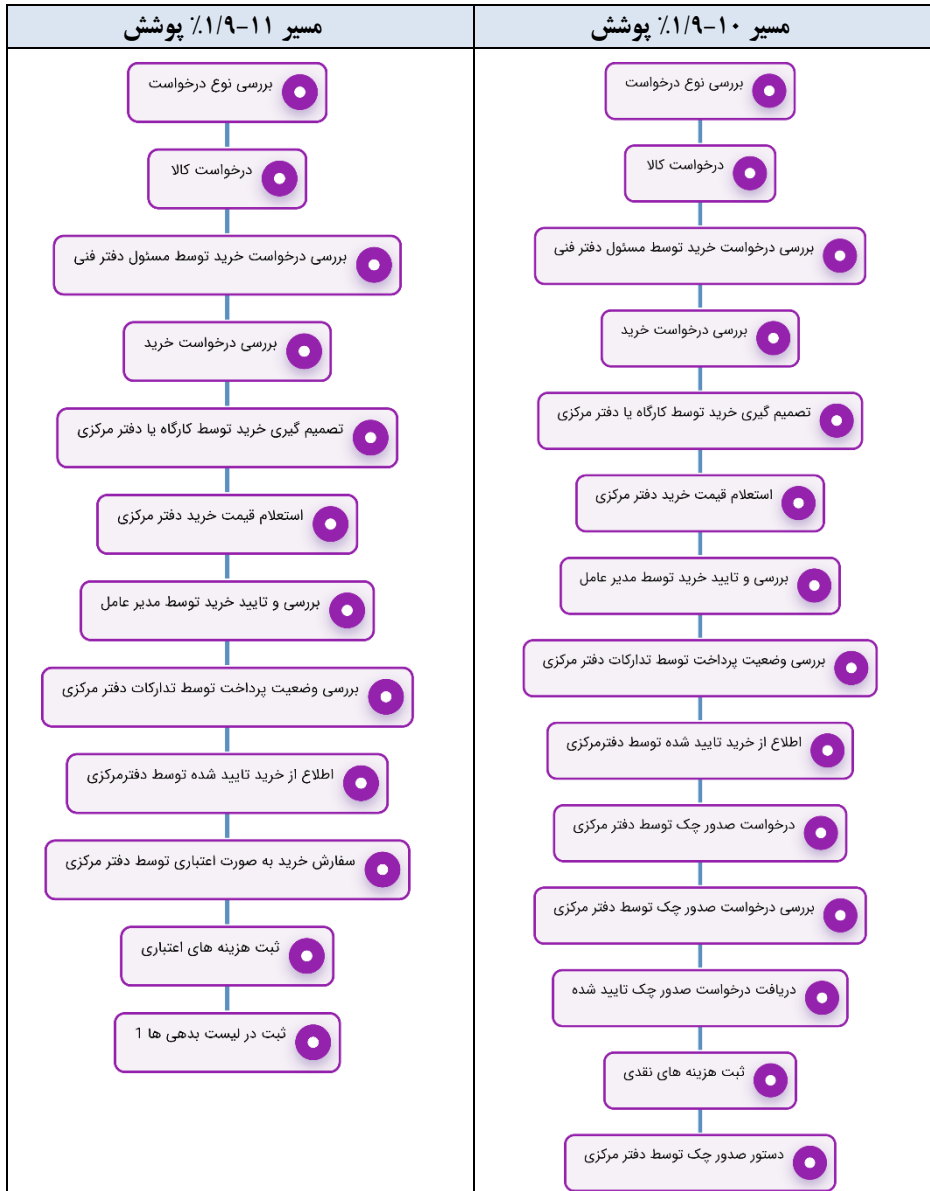 مسیر ۱۰-۱/۹٪ پوشش
بررسی نوع درخواست
درخواست کالا
بررسی درخواست خرید توسط مسئول دفتر فنی
بررسی درخواست خرید
تصمیم گیری خرید توسط کارگاه یا دفتر مرکزی
استعلام قیمت خرید دفتر مرکزی
بررسی و تایید خرید توسط مدیر عامل
بررسی وضعیت پرداخت توسط تدارکات دفتر مرکزی
اطلاع از خرید تایید شده توسط دفترمرکزی
درخواست صدور چک توسط دفتر مرکزی
بررسی درخواست صدور چک توسط دفتر مرکزی
دریافت درخواست صدور چک تایید شده
ثبت هزینه های نقدی
دستور صدور چک توسط دفتر مرکزی
مسیر ۱۱-۱/۹٪ پوشش
بررسی نوع درخواست
درخواست کالا
بررسی درخواست خرید توسط مسئول دفتر فنی
بررسی درخواست خرید
تصمیم گیری خرید توسط کارگاه یا دفتر مرکزی
استعلام قیمت خرید دفتر مرکزی
بررسی و تایید خرید توسط مدیر عامل
بررسی وضعیت پرداخت توسط تدارکات دفتر مرکزی
اطلاع از خرید تایید شده توسط دفترمرکزی
سفارش خرید به صورت اعتباری توسط دفتر مرکزی
ثبت هزینه های اعتباری
ثبت در لیست بدهی ها 1